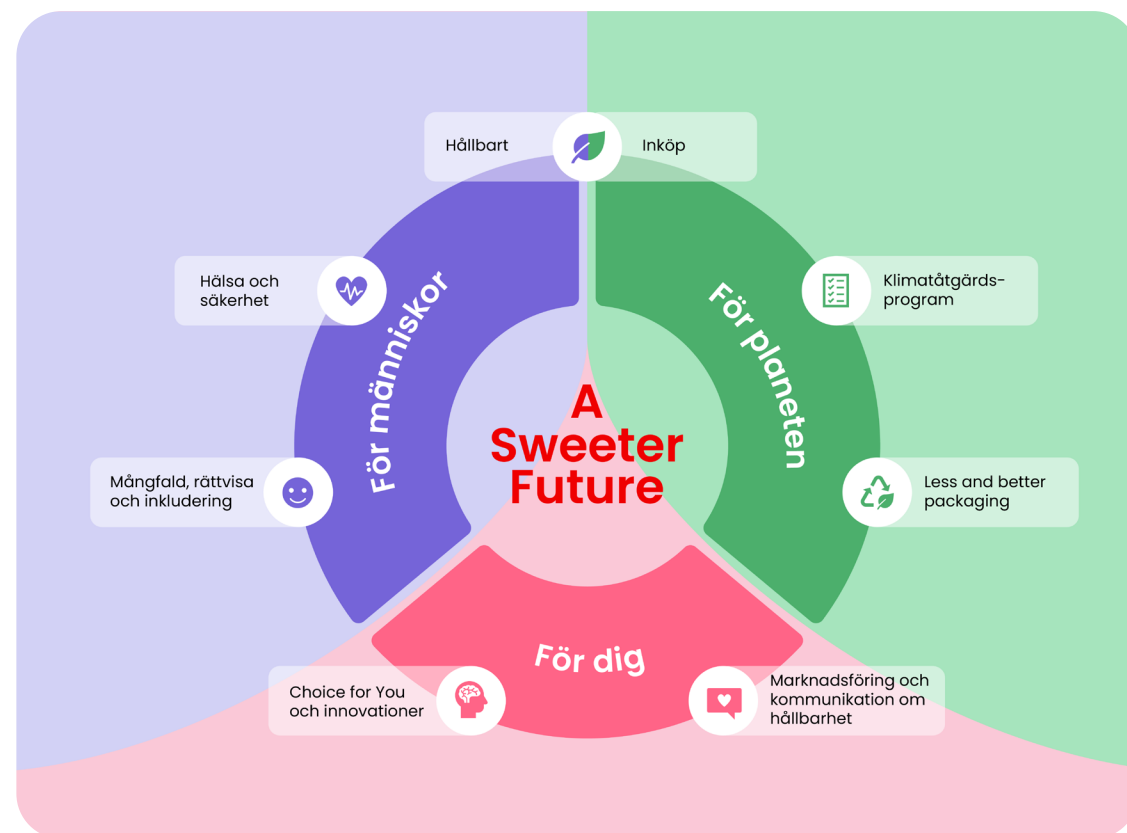 Hållbart
Inköp
Hälsa och
säkerhet
För människor
För planeten
Klimatåtgärds-
program
A
Sweeter
Future
Mångfald, rättvisa
och inkludering
Less and better
packaging
För dig
Choice for You
och innovationer
Marknadsföring och
kommunikation om
hållbarhet